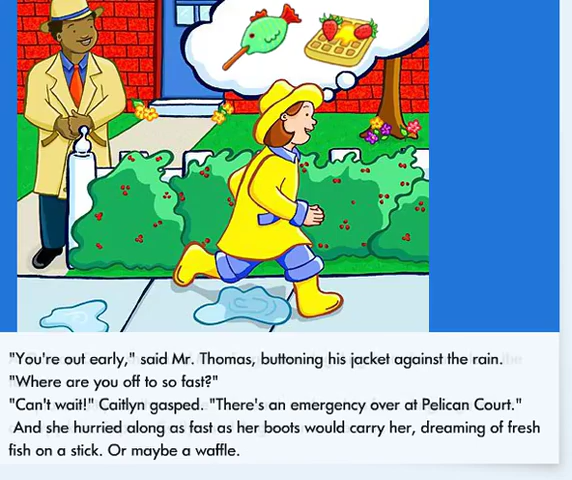 "You're out early," said Mr. Thomas, buttoning his jacket against the rain.
"Where are you off to so fast?"
"Can't wait!" Caitlyn gasped. "There's an emergency over at Pelican Court."
And she hurried along as fast as her boots would carry her, dreaming of fresh
fish on a stick. Or maybe a waffle.